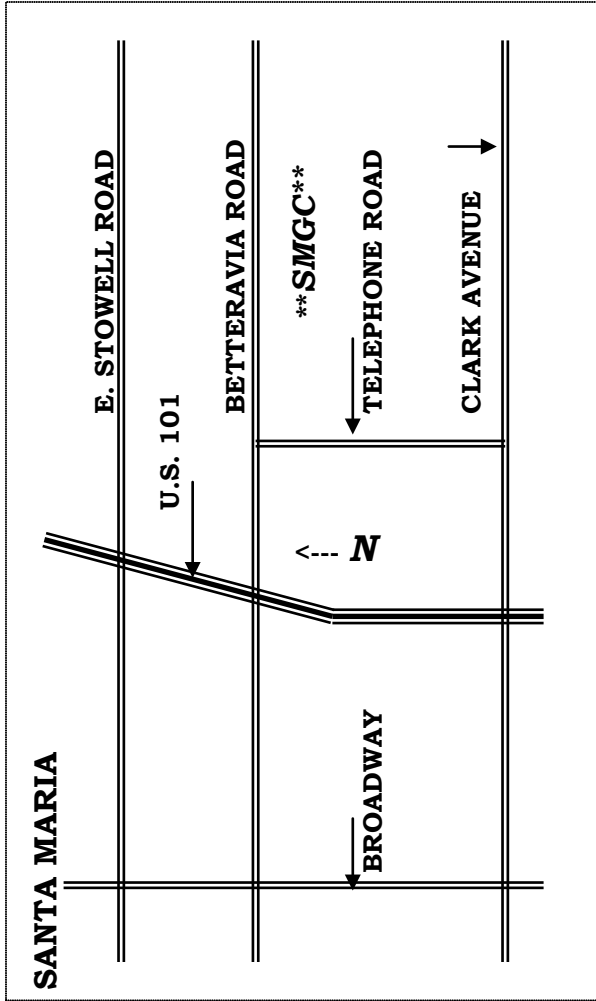 SANTA MARIA
E. STOWELL ROAD
U.S. 101
BETTERAVIA ROAD
**SMGC**
<--- N
BROADWAY
TELEPHONE ROAD
CLARK AVENUE